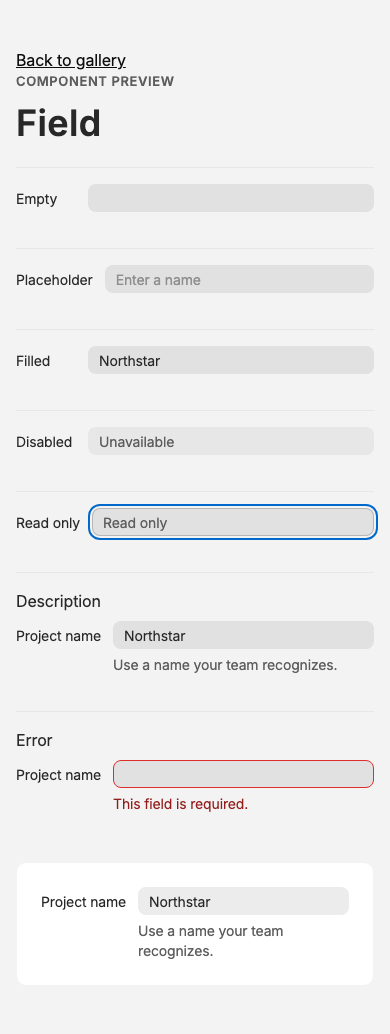 Back to gallery
COMPONENT PREVIEW
Field
Empty
Placeholder Enter a name
Filled Northstar
Disabled Unavailable
Read only Read only
Description
Project name Northstar
Use a name your team recognizes.
Error
Project name
This field is required.
Project name Northstar
Use a name your team
recognizes.